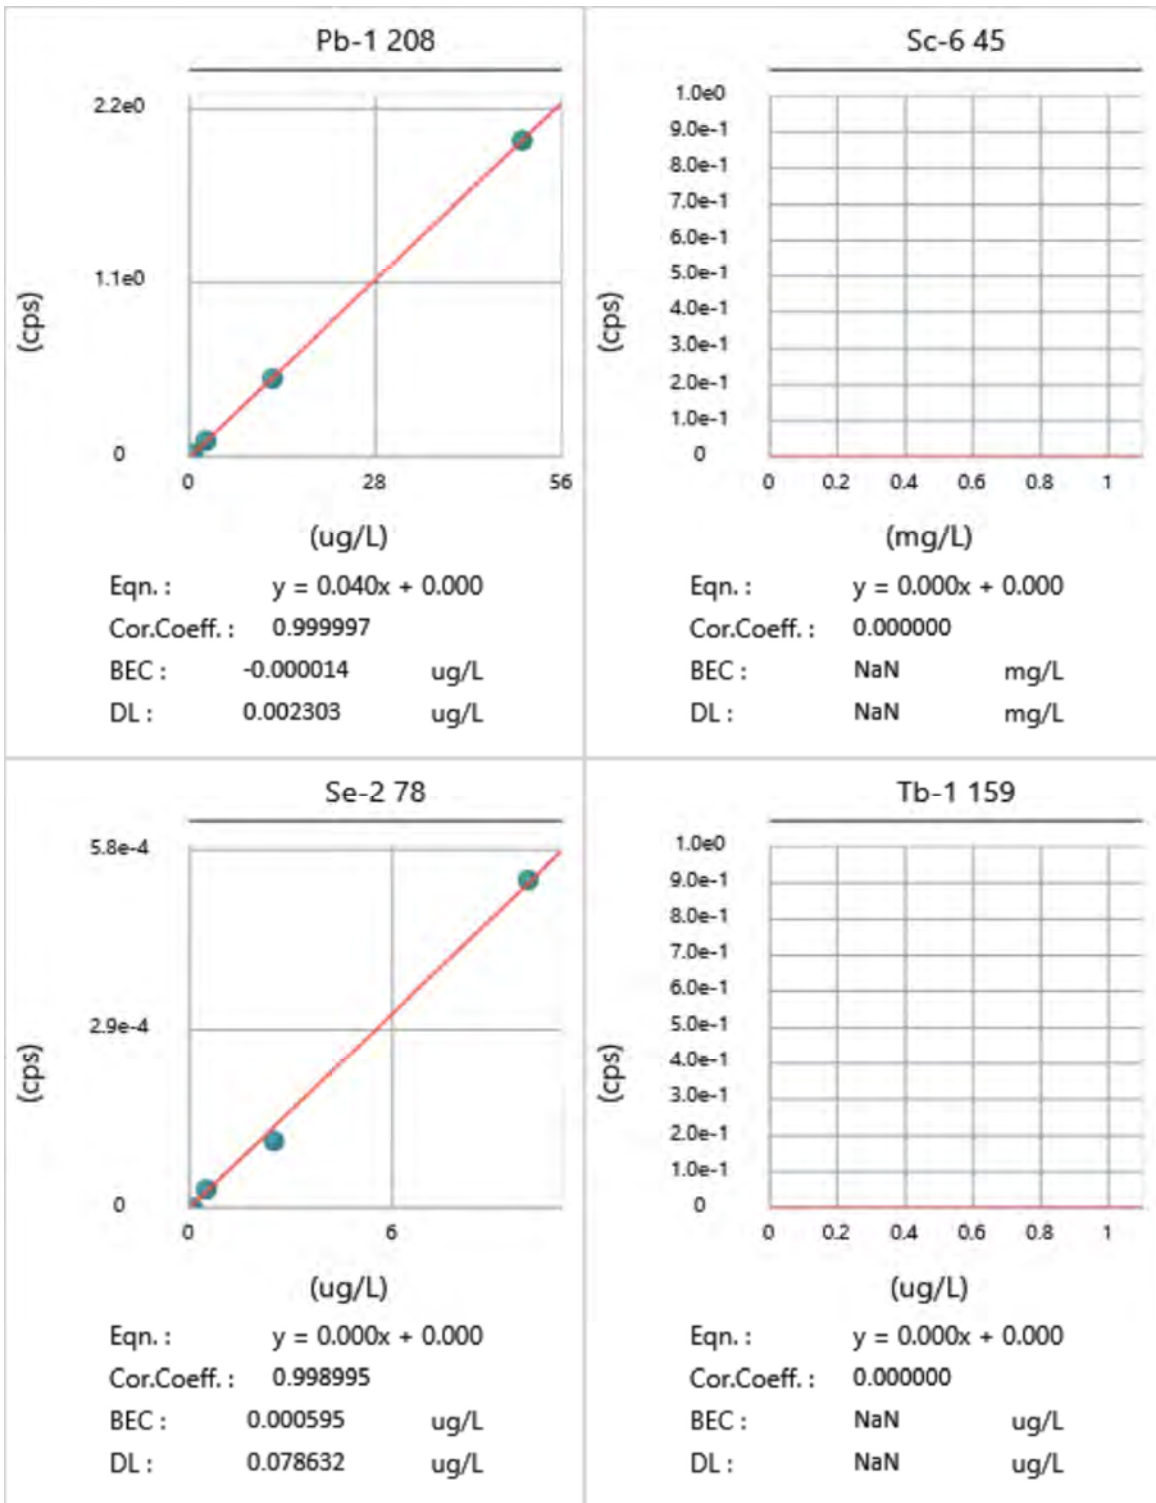 Pb-1 208
2.2e0
1.1e0
0
0 28 56
(cps)
(ug/L)
Eqn. : y = 0.040x + 0.000
Cor.Coeff. : 0.999997
BEC : -0.000014 ug/L
DL : 0.002303 ug/L
Sc-6 45
1.0e0
9.0e-1
8.0e-1
7.0e-1
6.0e-1
5.0e-1
4.0e-1
3.0e-1
2.0e-1
1.0e-1
0
0 0.2 0.4 0.6 0.8 1
(cps)
(mg/L)
Eqn. : y = 0.000x + 0.000
Cor.Coeff. : 0.000000
BEC : NaN mg/L
DL : NaN mg/L
Se-2 78
5.8e-4
2.9e-4
0
0 6
(cps)
(ug/L)
Eqn. : y = 0.000x + 0.000
Cor.Coeff. : 0.998995
BEC : 0.000595 ug/L
DL : 0.078632 ug/L
Tb-1 159
1.0e0
9.0e-1
8.0e-1
7.0e-1
6.0e-1
5.0e-1
4.0e-1
3.0e-1
2.0e-1
1.0e-1
0
0 0.2 0.4 0.6 0.8 1
(cps)
(ug/L)
Eqn. : y = 0.000x + 0.000
Cor.Coeff. : 0.000000
BEC : NaN ug/L
DL : NaN ug/L